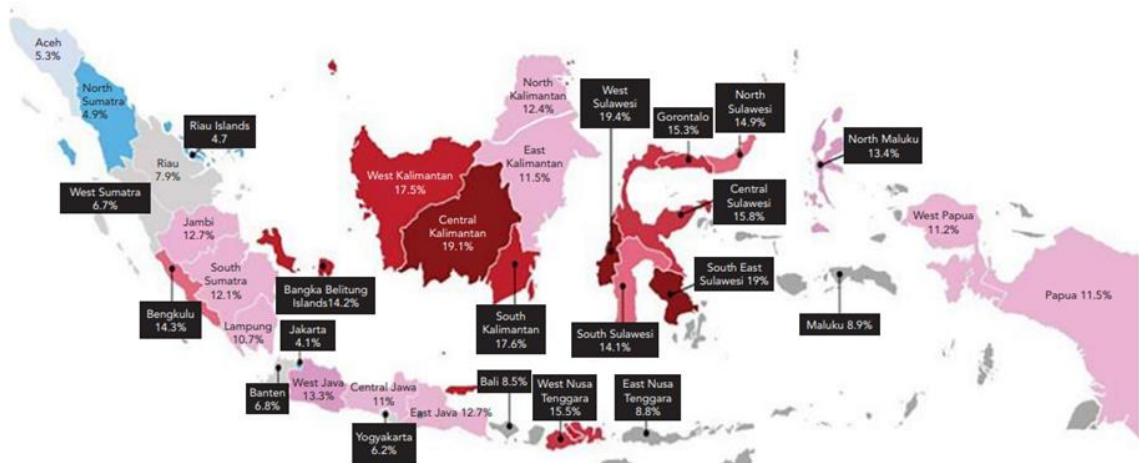 Aceh
5.3%
North
Sumatra
4.9%
Riau Islands
4.7
Riau
7.9%
West Sumatra
6.7%
Jambi
12.7%
South
Sumatra
12.1%
Bengkulu
14.3%
Lampung
10.7%
Bangka Belitung
Islands14.2%
Jakarta
4.1%
Banten
6.8%
West Java
13.3%
Central Jawa
11%
Yogyakarta
6.2%
East Java 12.7%
Bali 8.5%
West Nusa
Tenggara
15.5%
East Nusa
Tenggara
8.8%
West Kalimantan
17.5%
Central
Kalimantan
19.1%
South
Kalimantan
17.6%
North
Kalimantan
12.4%
East
Kalimantan
11.5%
West
Sulawesi
19.4%
Gorontalo
15.3%
North
Sulawesi
14.9%
Central
Sulawesi
15.8%
South East
Sulawesi 19%
South Sulawesi
14.1%
North Maluku
13.4%
Maluku 8.9%
West Papua
11.2%
Papua 11.5%